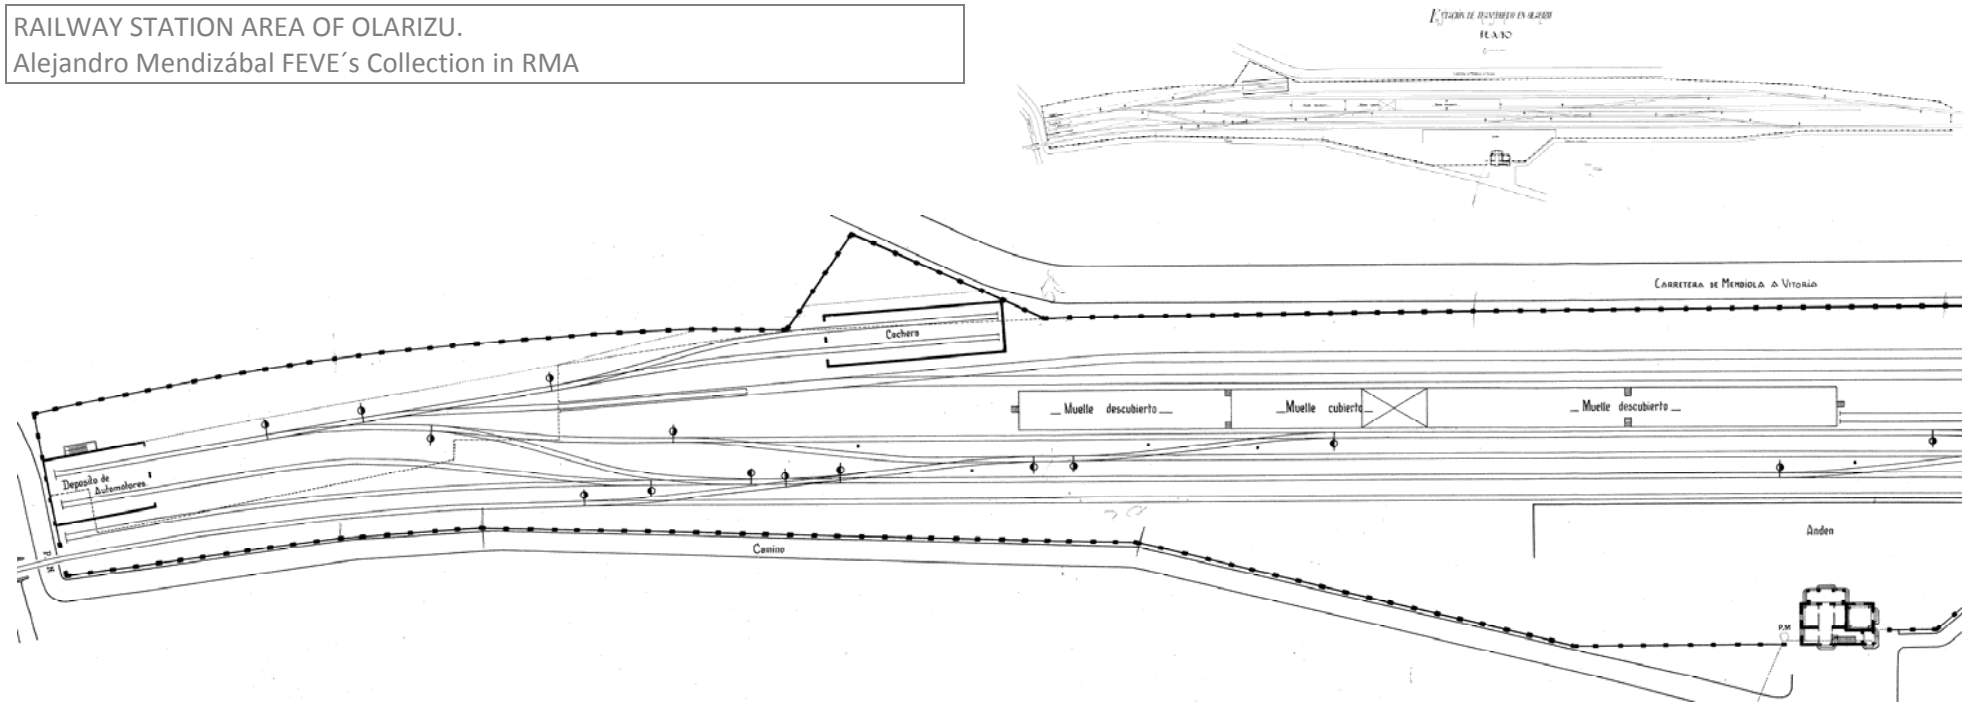 RAILWAY STATION AREA OF OLARIZU.
Alejandro Mendizábal FEVE´s Collection in RMA
PLANO
CARRETERA DE MENDIOLA A VITORIA
Cochera
Muelle descubierto
Muelle cubierto
Muelle descubierto
Deposito de
Automotores
Anden
Camino
P.M